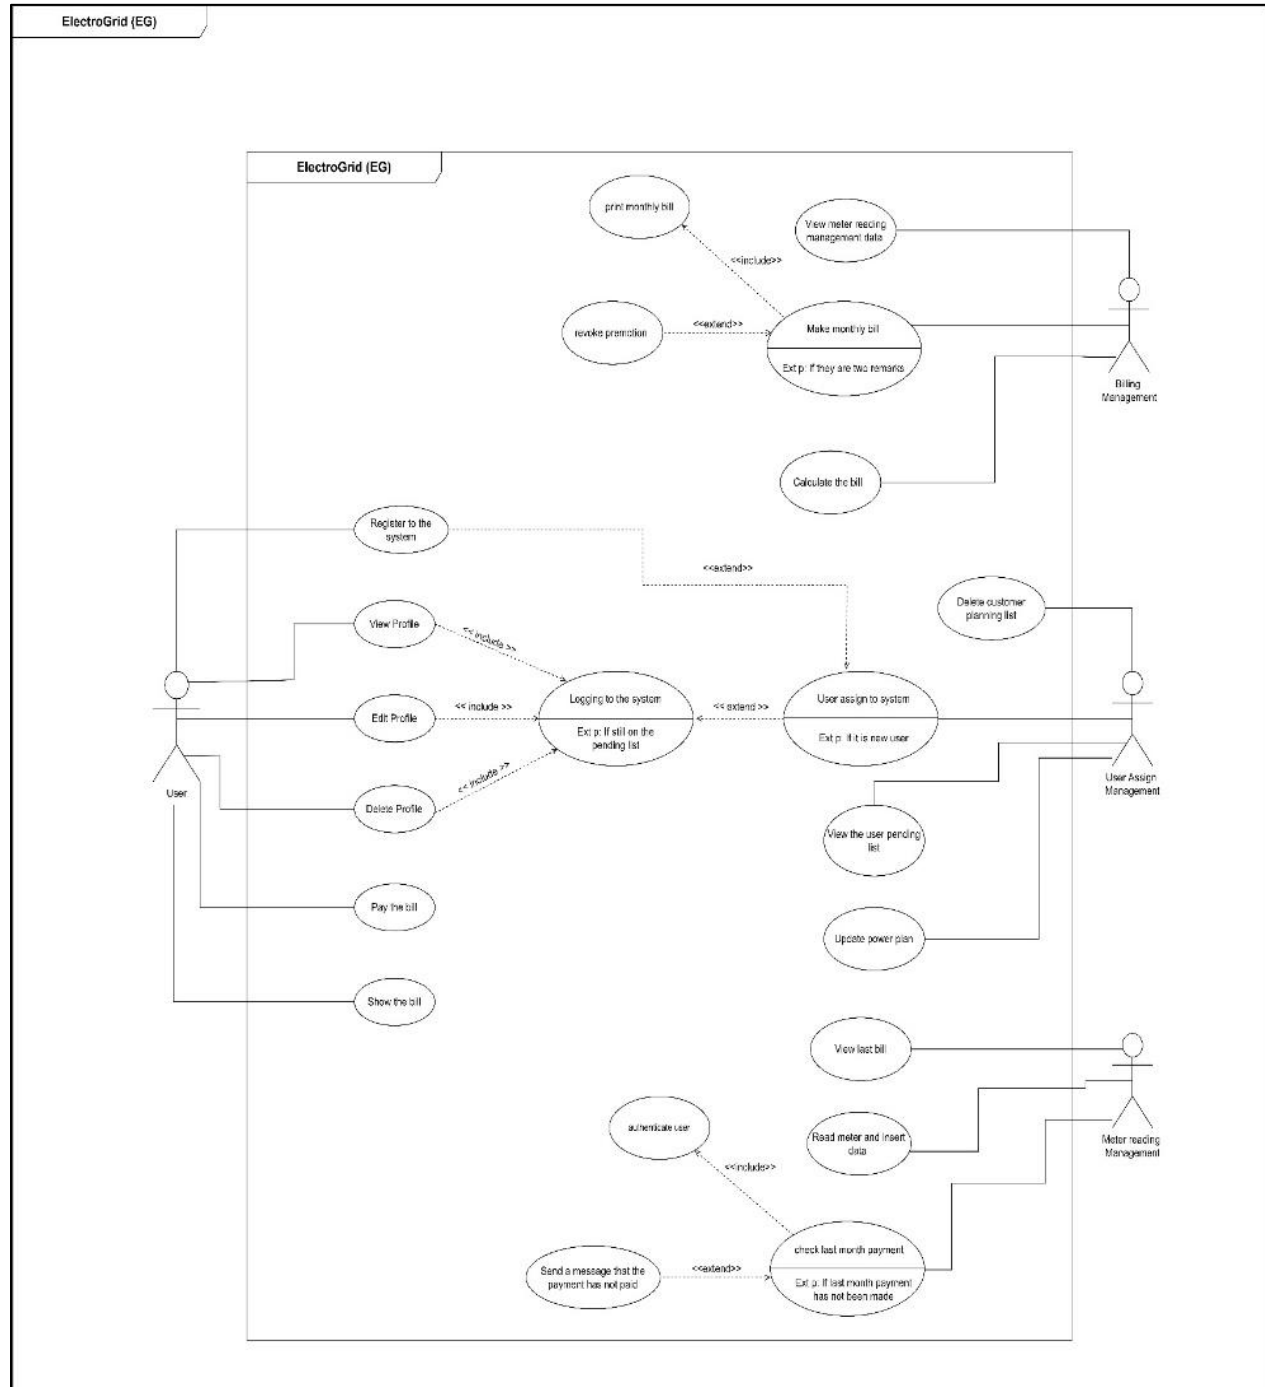 ElectroGrid (EG)
ElectroGrid (EG)
print monthly bill
View meter reading
management data
<<include>>
revoke premotion
<<extend>>
Make monthly bill
Ext p: If they are two remarks
Billing
Management
Calculate the bill
Register to the
system
<<extend>>
Delete customer
planning list
View Profile
<< include >>
Logging to the system
Ext p: If still on the
pending list
<< extend >>
User assign to system
Ext p: If it is new user
Edit Profile
<< include >>
User
User Assign
Management
Delete Profile
<< include >>
View the user pending
list
Pay the bill
Update power plan
Show the bill
View last bill
authenticate user
Read meter and insert
data
Meter reading
Management
<<include>>
check last month payment
Ext p: If last month payment
has not been made
Send a message that the
payment has not paid
<<extend>>